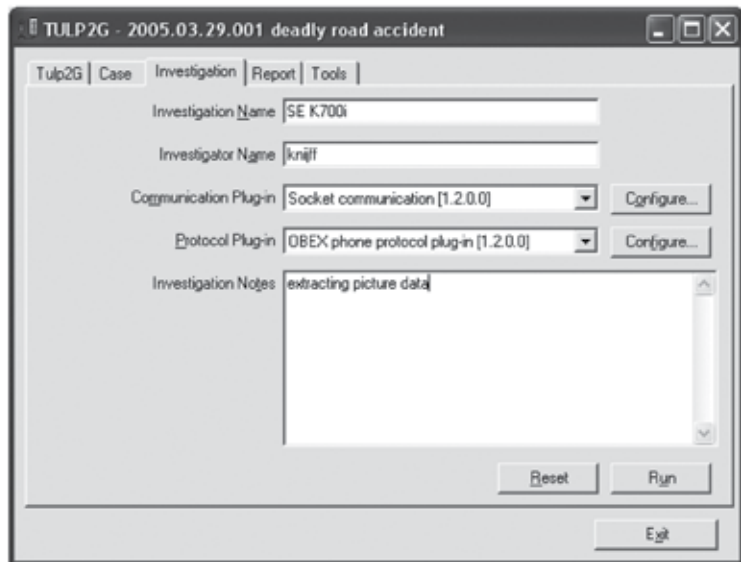 TULP2G - 2005.03.29.001 deadly road accident
Tulp2G Case Investigation Report Tools
Investigation Name SE K700i
Investigator Name knijff
Communication Plug-in Socket communication [1.2.0.0] Configure...
Protocol Plug-in OBEX phone protocol plug-in [1.2.0.0] Configure...
Investigation Notes extracting picture data
Reset Run
Exit